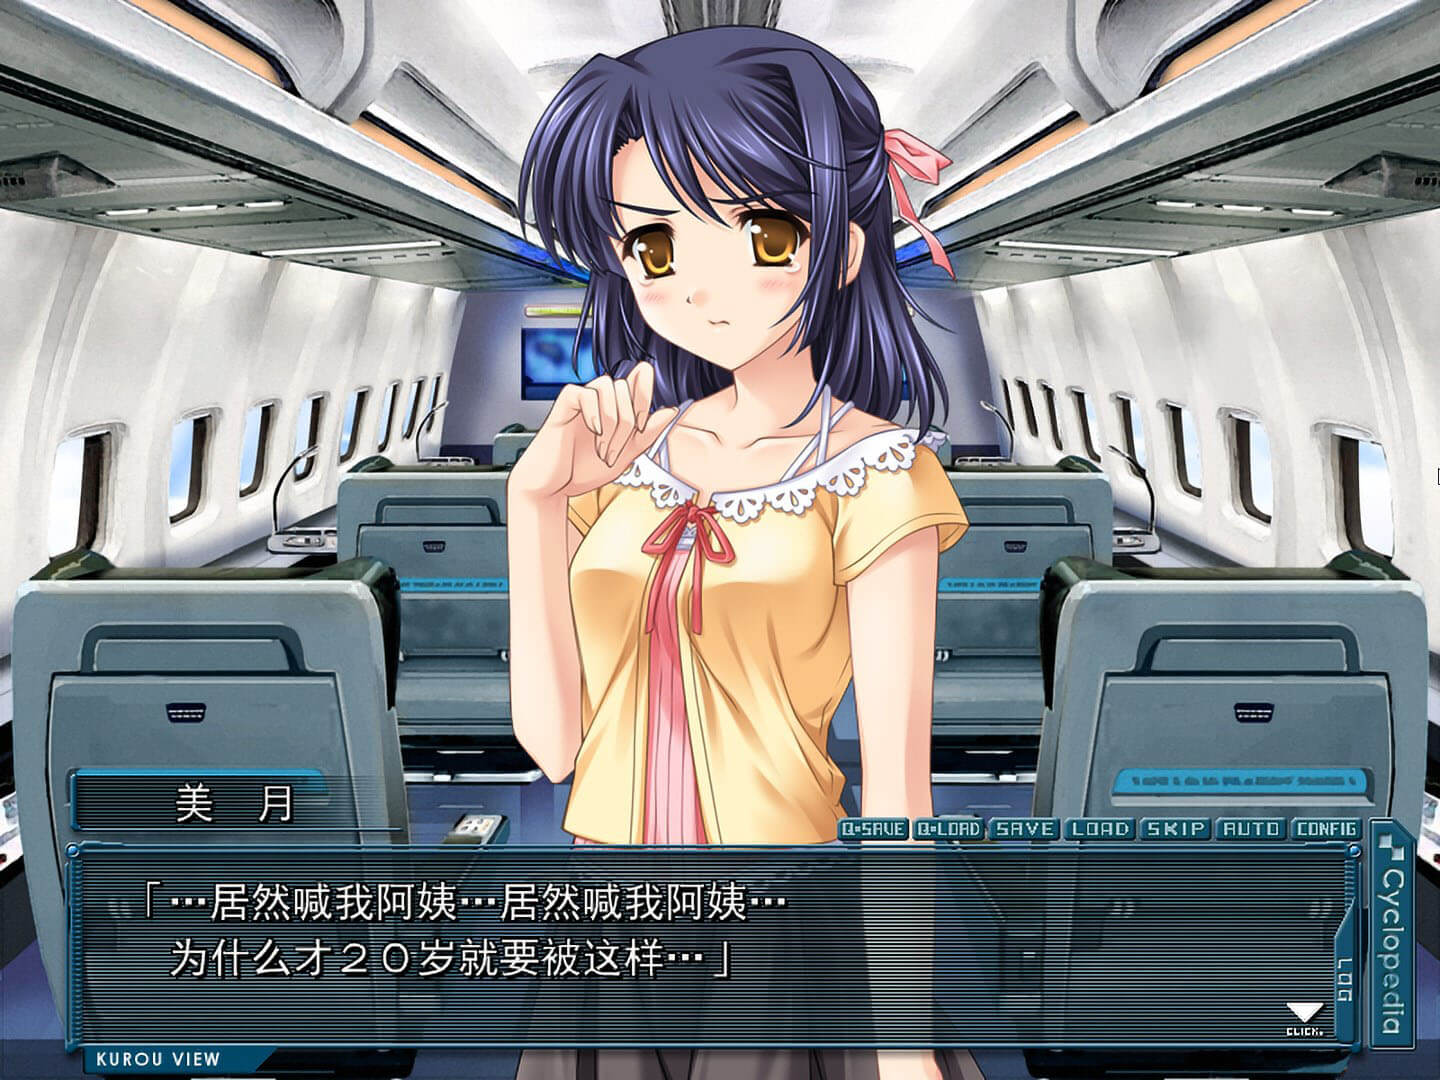 美　月
Q·SAVE Q·LOAD SAVE LOAD SKIP AUTO CONFIG
「…居然喊我阿姨…居然喊我阿姨…
为什么才２０岁就要被这样…」
Cyclopedia
LOG
CLICK.
KUROU VIEW